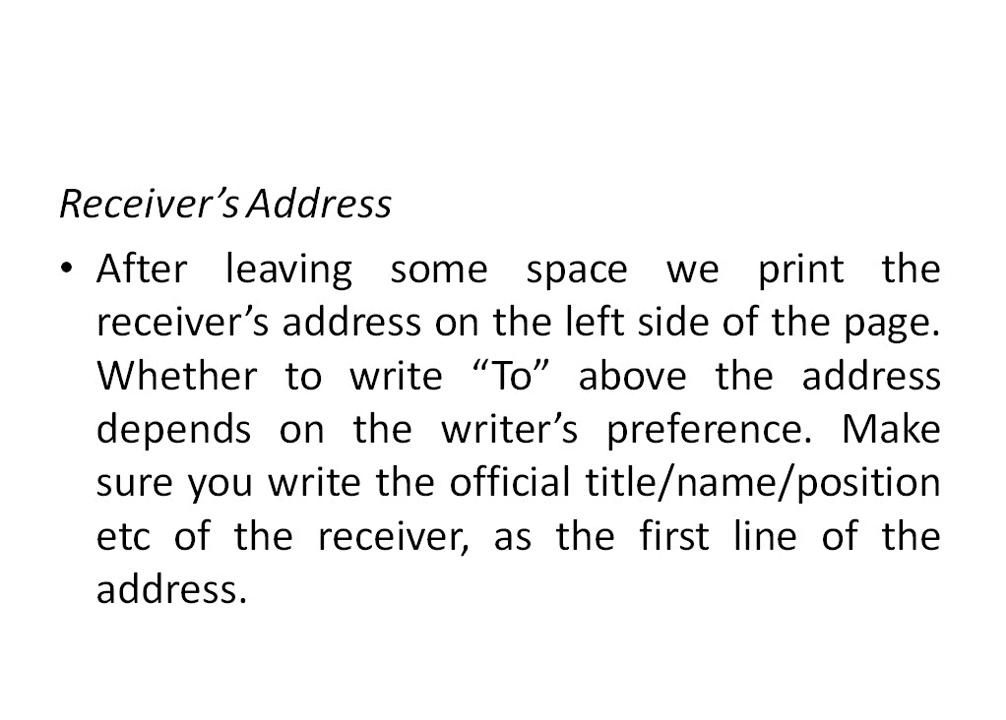 Receiver’s Address
• After leaving some space we print the
receiver’s address on the left side of the page.
Whether to write “To” above the address
depends on the writer’s preference. Make
sure you write the official title/name/position
etc of the receiver, as the first line of the
address.